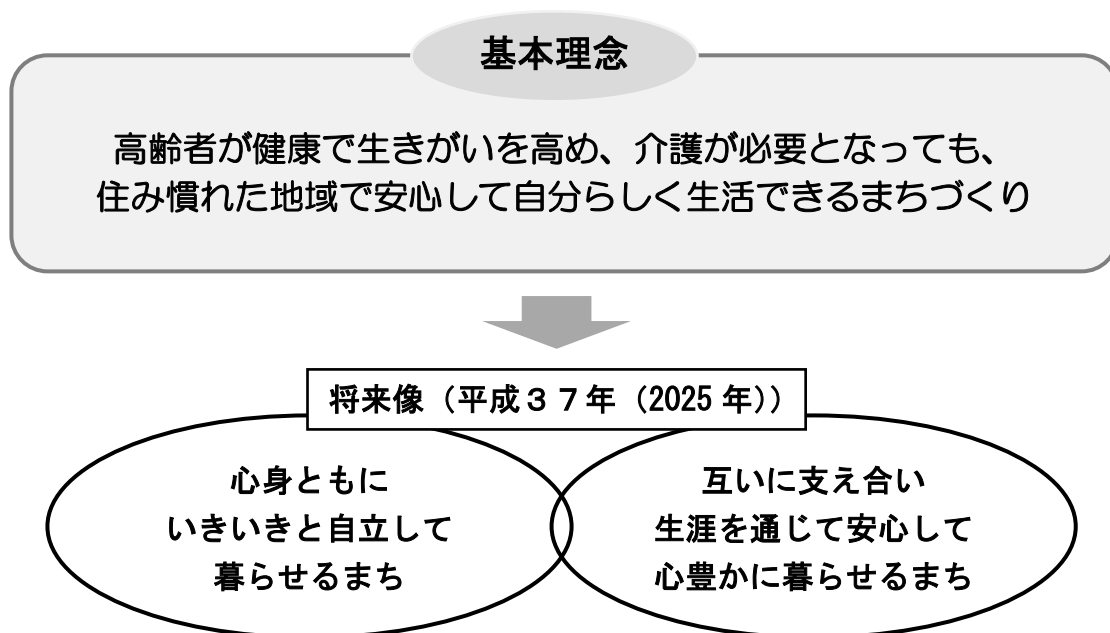 基本理念
高齢者が健康で生きがいを高め、介護が必要となっても、
住み慣れた地域で安心して自分らしく生活できるまちづくり
将来像（平成３７年（2025年））
心身ともに
いきいきと自立して
暮らせるまち
互いに支え合い
生涯を通じて安心して
心豊かに暮らせるまち